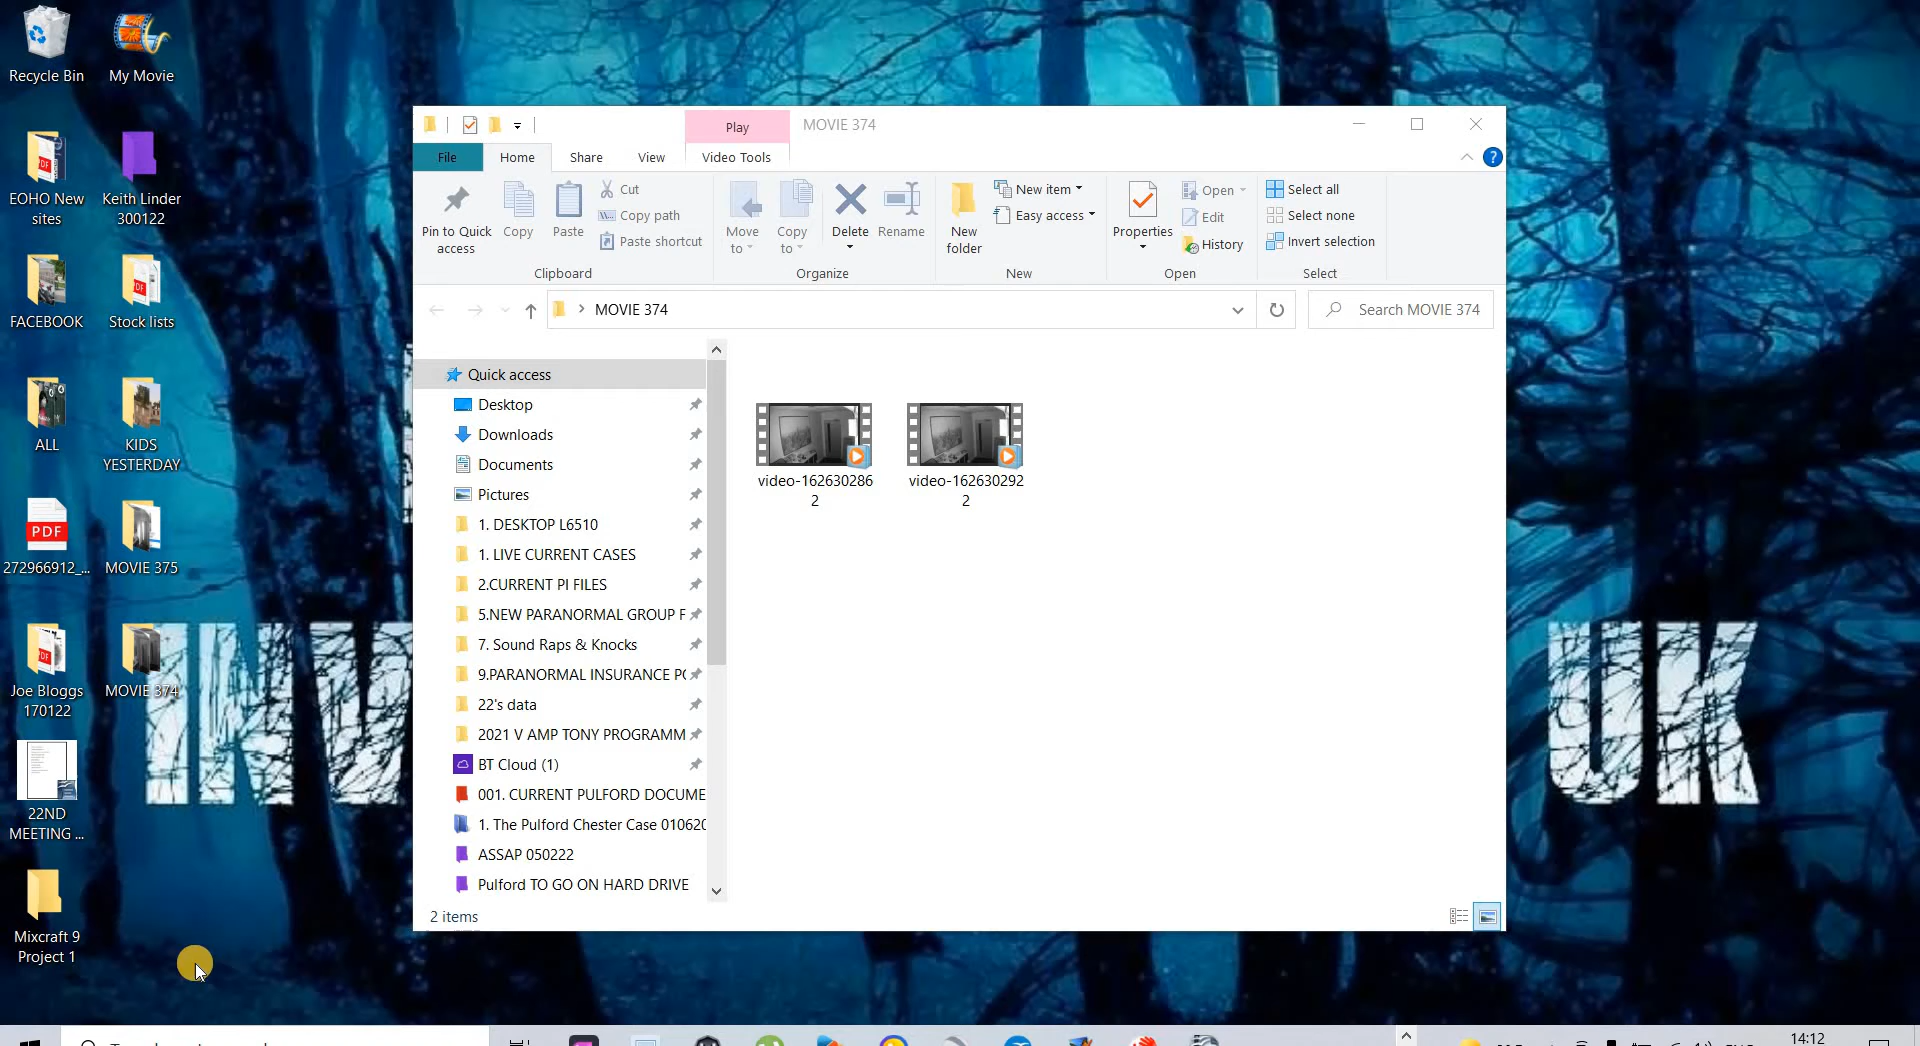 Recycle Bin
My Movie
EOHO New
sites
Keith Linder
300122
FACEBOOK
Stock lists
ALL
KIDS
YESTERDAY
PDF
272966912_...
MOVIE 375
Joe Bloggs
170122
MOVIE 374
22ND
MEETING ...
Mixcraft 9
Project 1
Play
MOVIE 374
File
Home
Share
View
Video Tools
Pin to Quick
access
Copy
Paste
Cut
Copy path
Paste shortcut
Clipboard
Move
to
Copy
to
Delete
Rename
Organize
New
folder
New item
Easy access
New
Properties
Open
Edit
History
Open
Select all
Select none
Invert selection
Select
MOVIE 374
Search MOVIE 374
Quick access
Desktop
Downloads
Documents
Pictures
1. DESKTOP L6510
1. LIVE CURRENT CASES
2.CURRENT PI FILES
5.NEW PARANORMAL GROUP F
7. Sound Raps & Knocks
9.PARANORMAL INSURANCE PO
22's data
2021 V AMP TONY PROGRAMM
BT Cloud (1)
001. CURRENT PULFORD DOCUME
1. The Pulford Chester Case 010620
ASSAP 050222
Pulford TO GO ON HARD DRIVE
video-162630286
2
video-162630292
2
2 items
UK
14:12